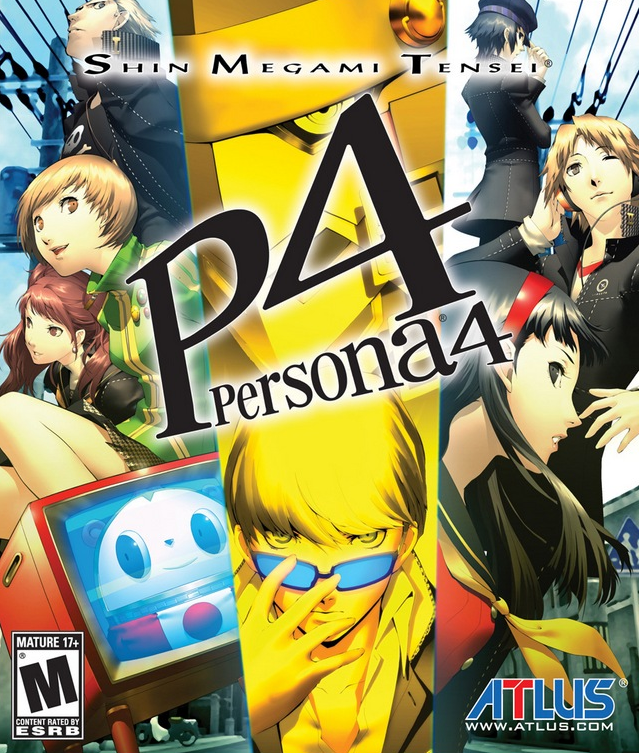 SHIN MEGAMI TENSEI®
P4
Persona4®
MATURE 17+
M®
CONTENT RATED BY
ESRB
ATLUS®
WWW.ATLUS.COM